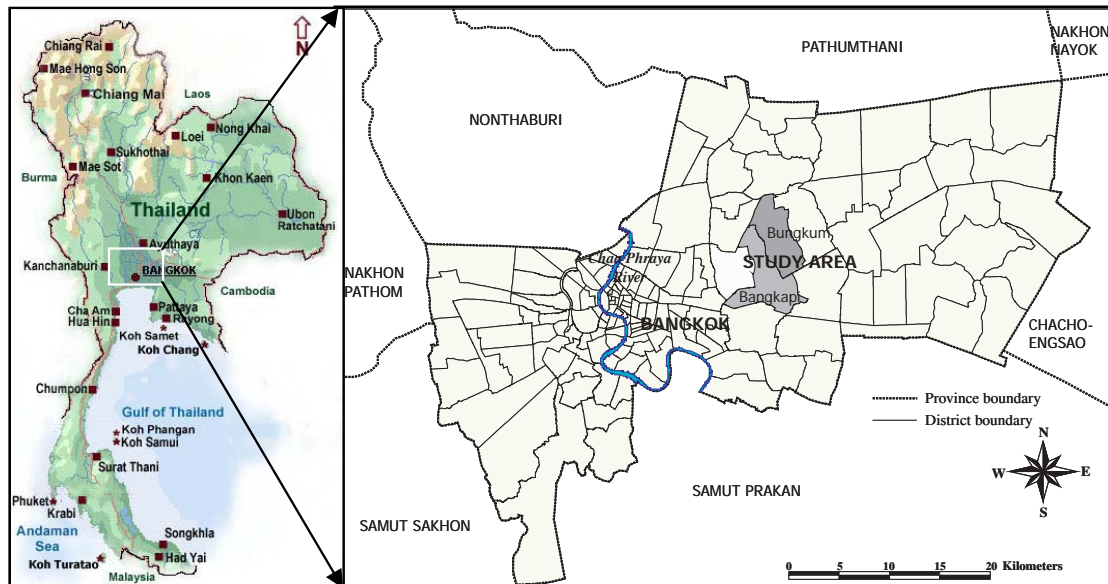 N
Chiang Rai
Mae Hong Son
Chiang Mai
Laos
Nong Khai
Loei
Sukhothai
Mae Sot
Burma
Khon Kaen
Thailand
Ubon
Ratchatani
Ayuthaya
Kanchanaburi
BANGKOK
Cambodia
Cha Am
Hua Hin
Pattaya
Rayong
Koh Samet
Koh Chang
Chumpon
Gulf of Thailand
Koh Phangan
Koh Samui
Surat Thani
Phuket
Krabi
Andaman
Sea
Songkhla
Had Yai
Koh Turatao
Malaysia
PATHUMTHANI
NAKHON
NAYOK
NONTHABURI
Bungkum
Chao Phraya
River
STUDY AREA
NAKHON
PATHOM
Bangkapi
BANGKOK
CHACHO-
ENGSAO
Province boundary
District boundary
N
W E
S
SAMUT PRAKAN
SAMUT SAKHON
0 5 10 15 20 Kilometers